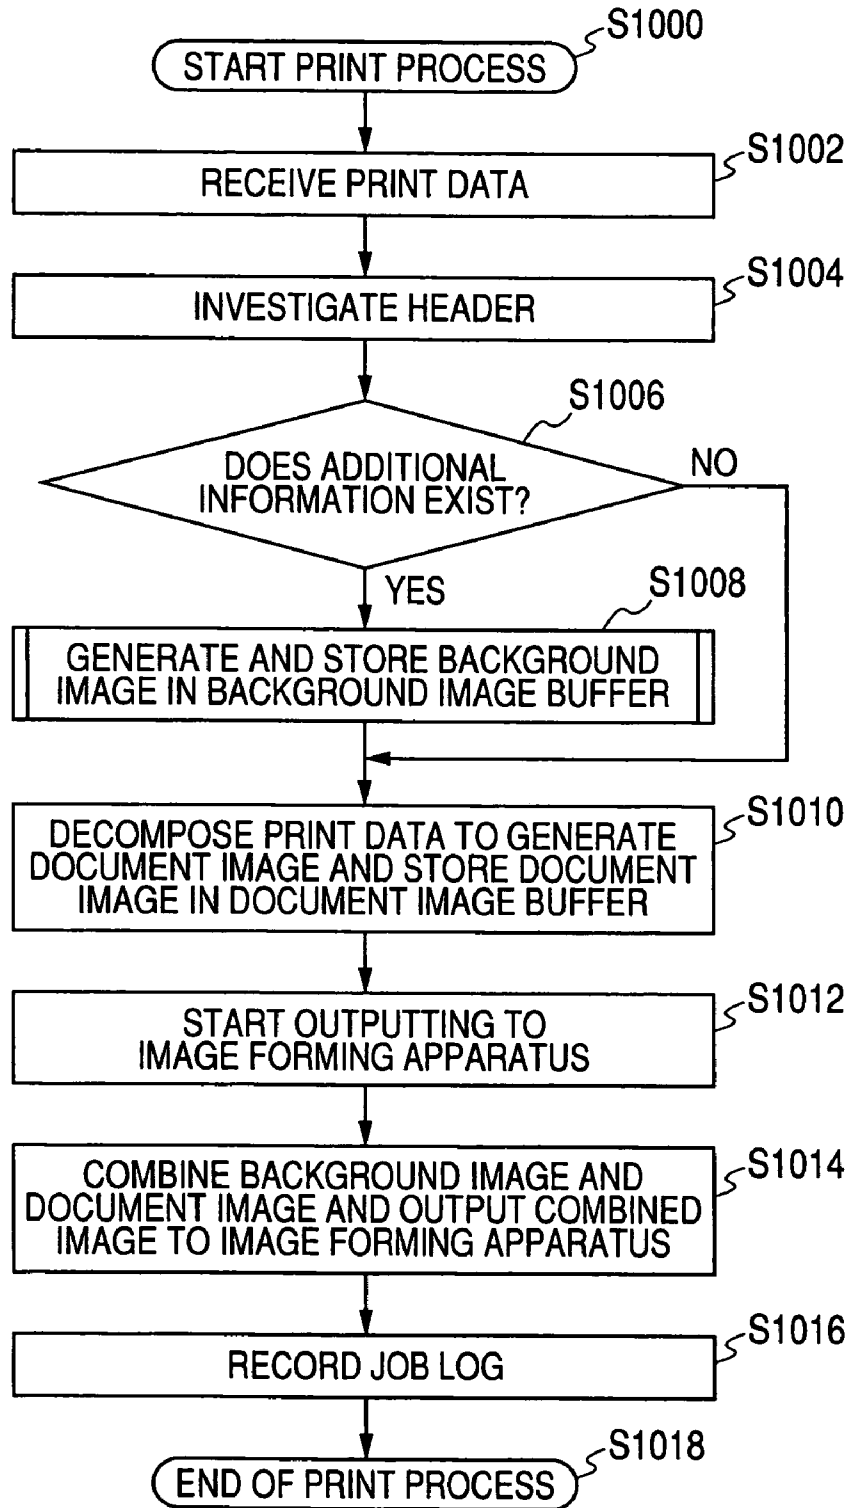 S1000
START PRINT PROCESS
S1002
RECEIVE PRINT DATA
S1004
INVESTIGATE HEADER
S1006
DOES ADDITIONAL
INFORMATION EXIST?
NO
YES
S1008
GENERATE AND STORE BACKGROUND
IMAGE IN BACKGROUND IMAGE BUFFER
S1010
DECOMPOSE PRINT DATA TO GENERATE
DOCUMENT IMAGE AND STORE DOCUMENT
IMAGE IN DOCUMENT IMAGE BUFFER
S1012
START OUTPUTTING TO
IMAGE FORMING APPARATUS
S1014
COMBINE BACKGROUND IMAGE AND
DOCUMENT IMAGE AND OUTPUT COMBINED
IMAGE TO IMAGE FORMING APPARATUS
S1016
RECORD JOB LOG
S1018
END OF PRINT PROCESS